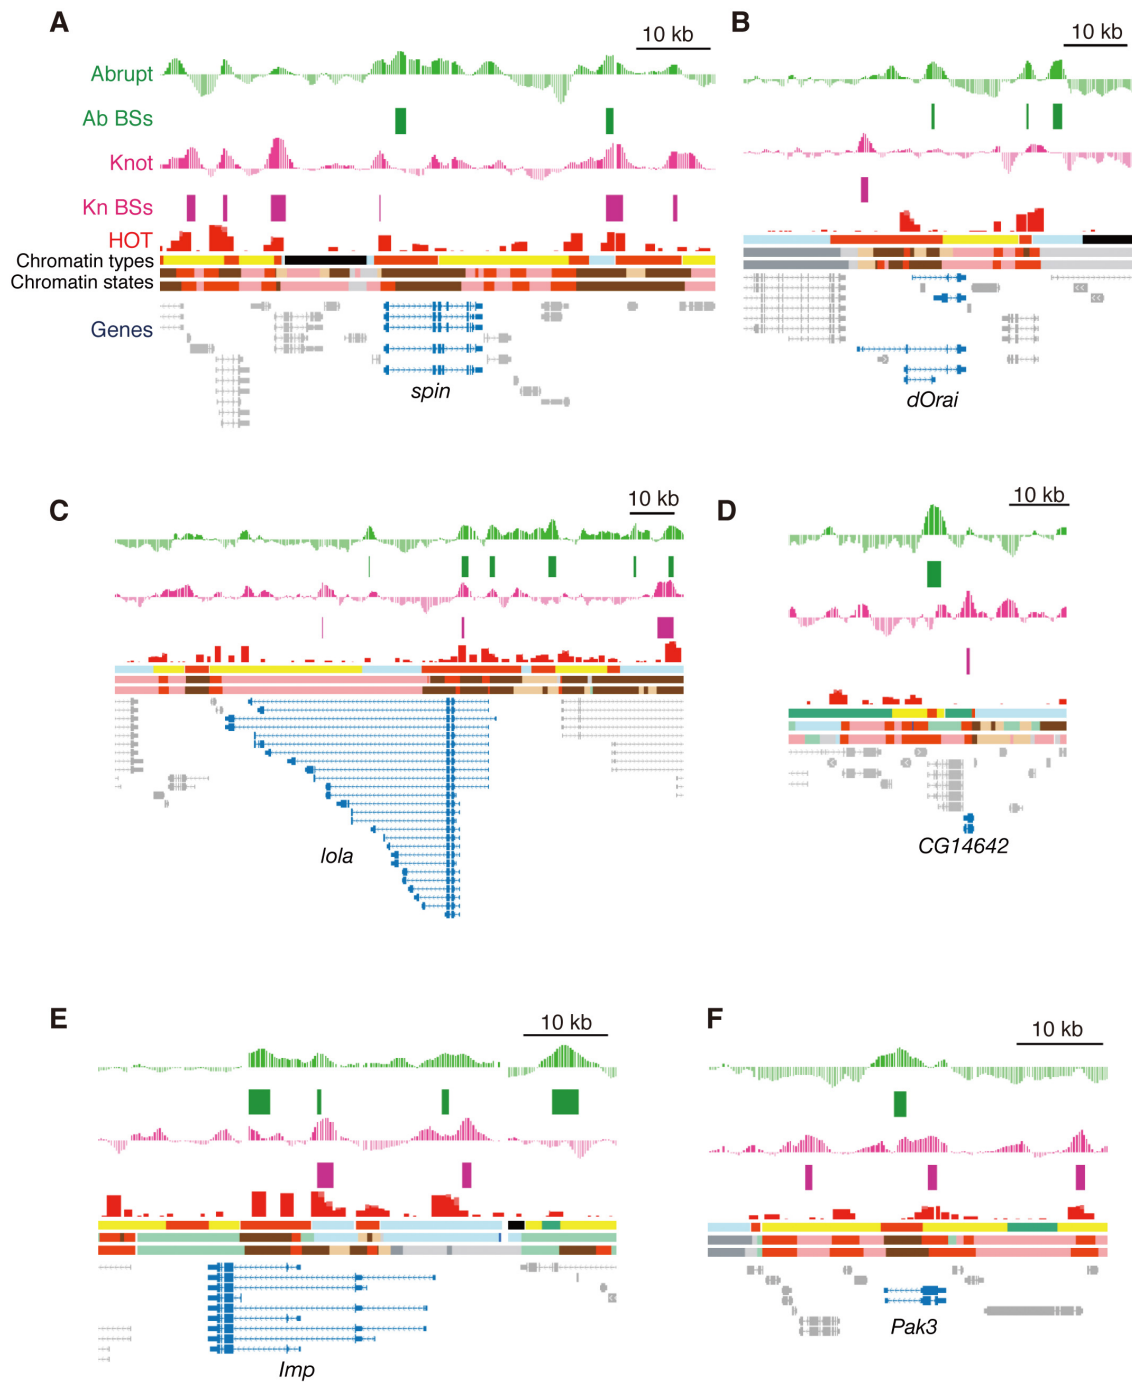 A
10 kb
Abrupt
Ab BSs
Knot
Kn BSs
HOT
Chromatin types
Chromatin states
Genes
spin
B
10 kb
dOrai
C
10 kb
lola
D
10 kb
CG14642
E
10 kb
Imp
F
10 kb
Pak3